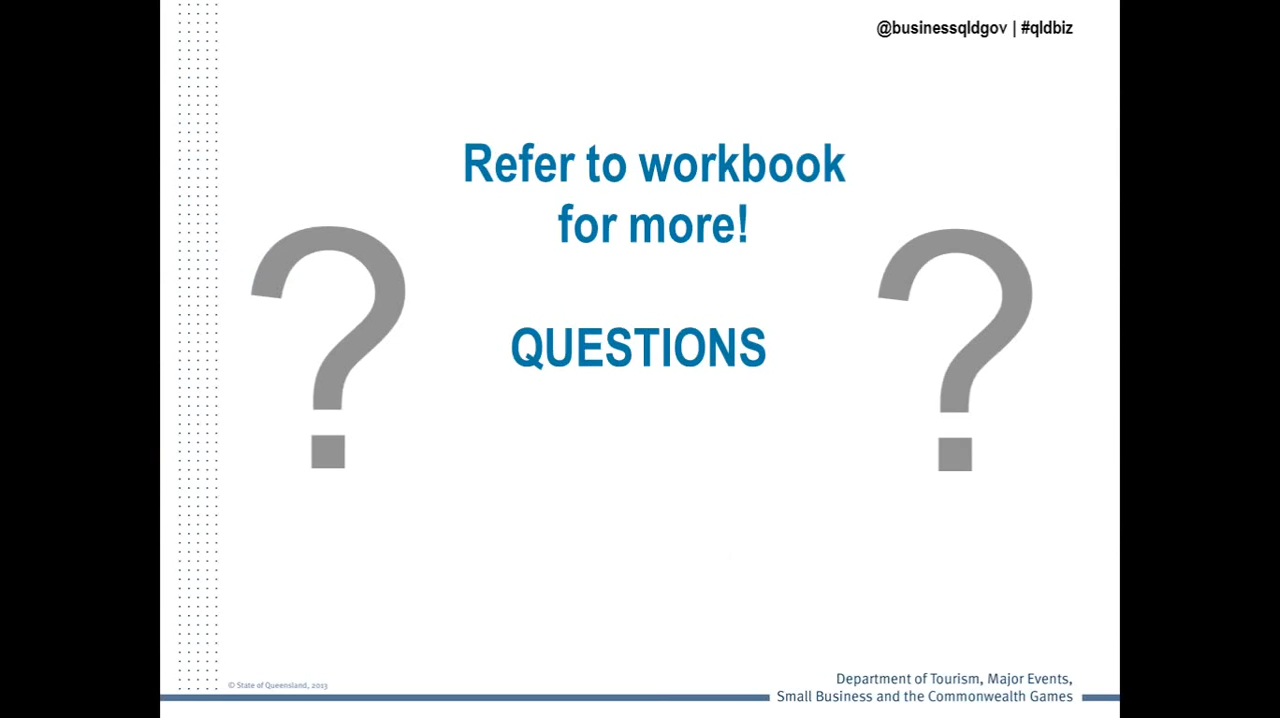 @businessqldgov | #qldbiz
Refer to workbook
for more!
? ?
QUESTIONS
© State of Queensland, 2013
Department of Tourism, Major Events,
Small Business and the Commonwealth Games